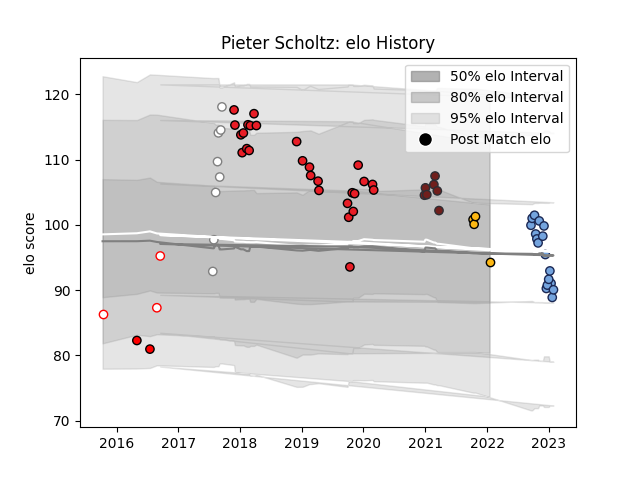 Pieter Scholtz: elo History
50% elo Interval
80% elo Interval
95% elo Interval
Post Match elo
elo score
120
110
100
90
80
70
2016 2017 2018 2019 2020 2021 2022 2023